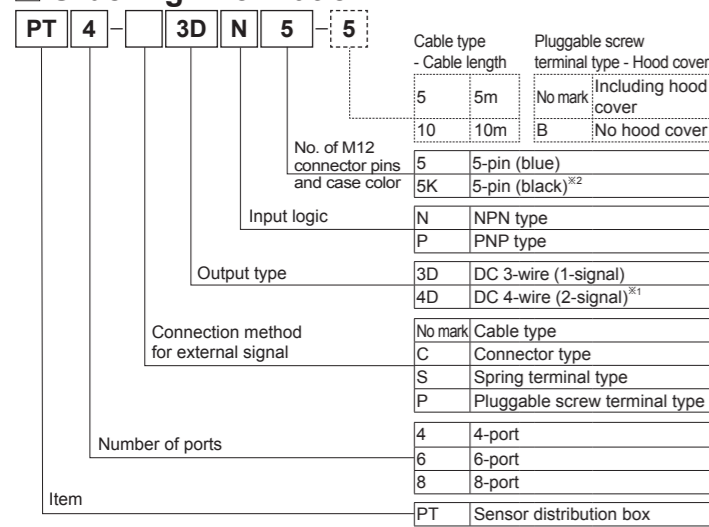 PT 4 - 3D N 5 - 5
Cable type
- Cable length
Pluggable screw
terminal type - Hood cover
5 5m
10 10m
No mark Including hood cover
B No hood cover
No. of M12
connector pins
and case color
5 5-pin (blue)
5K 5-pin (black)※2
Input logic
N NPN type
P PNP type
Output type
3D DC 3-wire (1-signal)
4D DC 4-wire (2-signal)※1
Connection method
for external signal
No mark Cable type
C Connector type
S Spring terminal type
P Pluggable screw terminal type
Number of ports
4 4-port
6 6-port
8 8-port
Item
PT Sensor distribution box